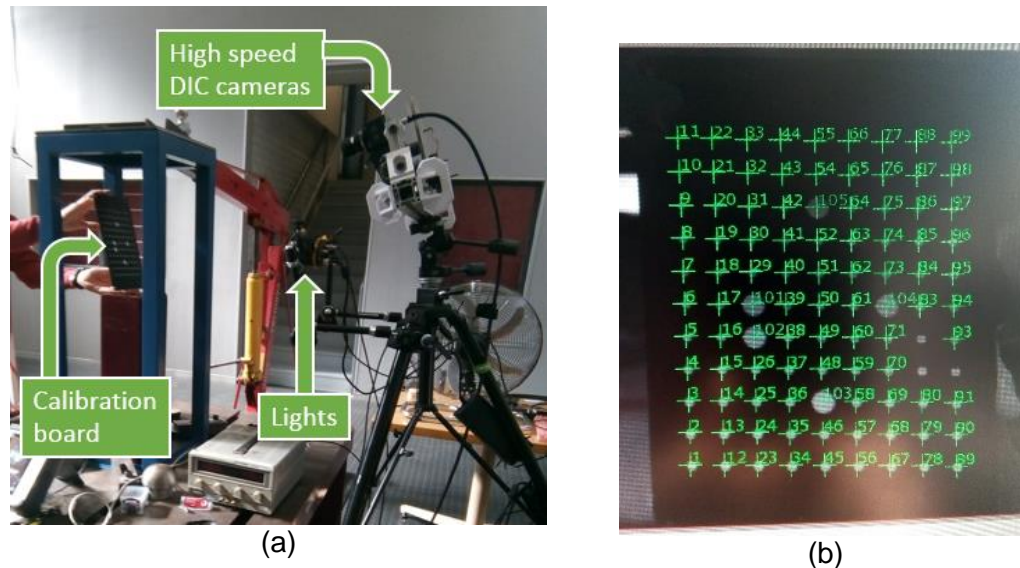 High speed
DIC cameras
Calibration
board
Lights
(a)
11 22 33 44 55 66 77 88 99
10 21 32 43 54 65 76 87 98
9 20 31 42 105 64 75 86 97
8 19 30 41 52 63 74 85 96
7 18 29 40 51 62 73 84 95
6 17 101 39 50 61 104 83 94
5 16 102 38 49 60 71 93
4 15 26 37 48 59 70
3 14 25 36 103 58 69 80 91
2 13 24 35 46 57 68 79 90
1 12 23 34 45 56 67 78 89
(b)